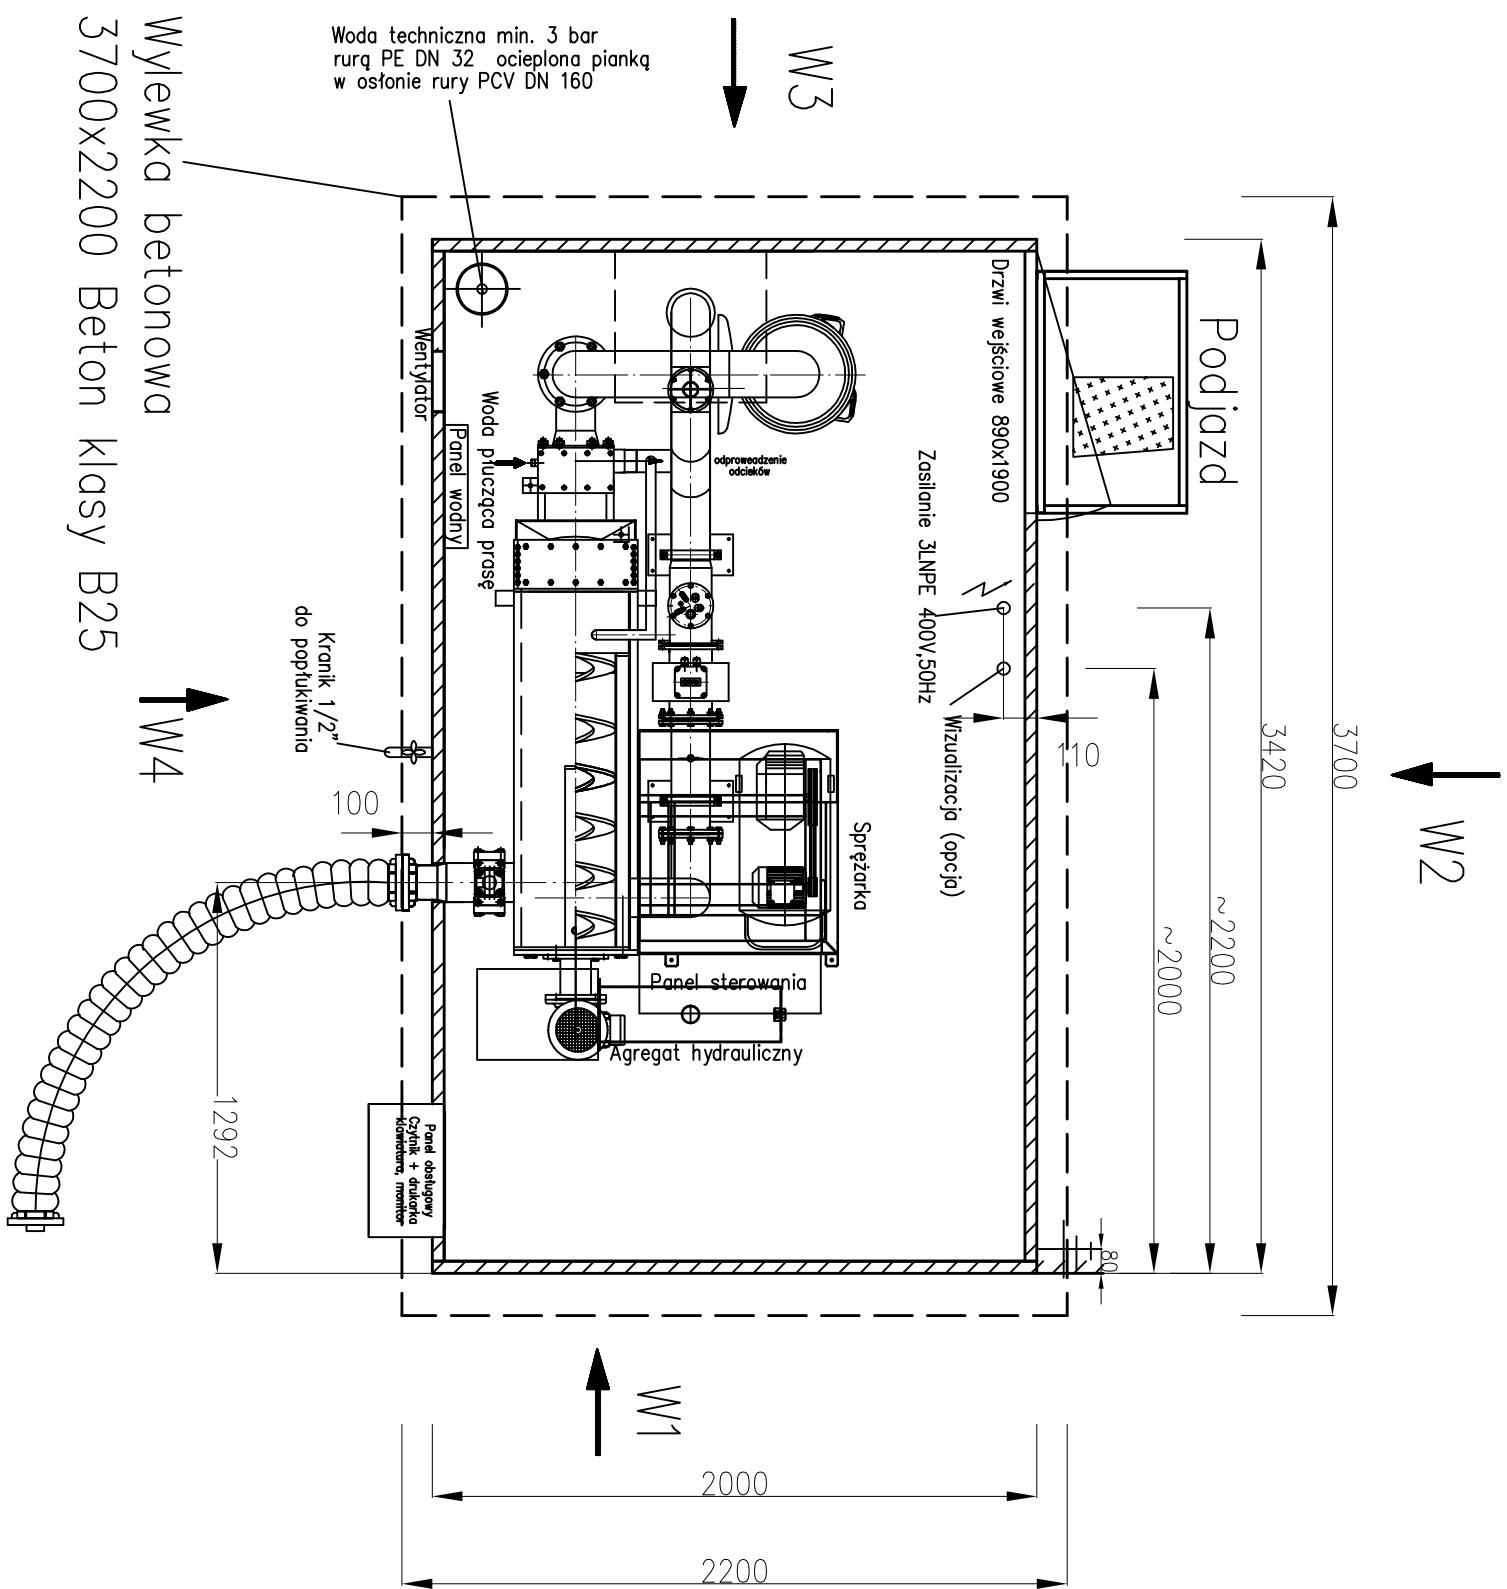 Woda techniczna min. 3 bar
rurą PE DN 32 ocieplona pianką
w osłonie rury PCV DN 160
W3
Wylewka betonowa
3700x2200 Beton klasy B25
Podjazd
Drzwi wejściowe 890x1900
Zasilanie 3LNPE 400V,50Hz
Wizualizacja (opcja)
Wentylator
Panel wodny
Woda płucząca prasę
odproweadzenie
odcieków
Kranik 1/2"
do popłukiwania
W4
100
110
3700
3420
W2
~2200
~2000
Sprężarka
Panel sterowania
Agregat hydrauliczny
1292
Panel obsługowy
Czytnik + drukarka
klawiatura, monitor
80
W1
2000
2200